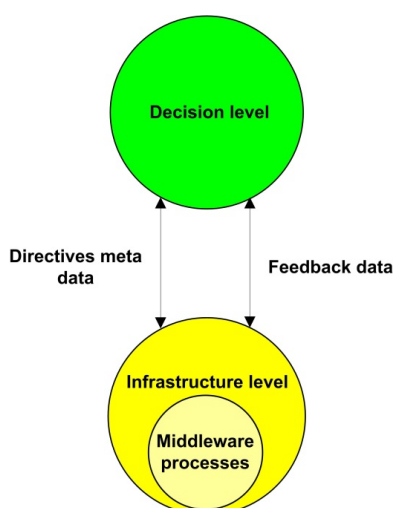 Decision level
Directives meta
data
Feedback data
Infrastructure level
Middleware
processes